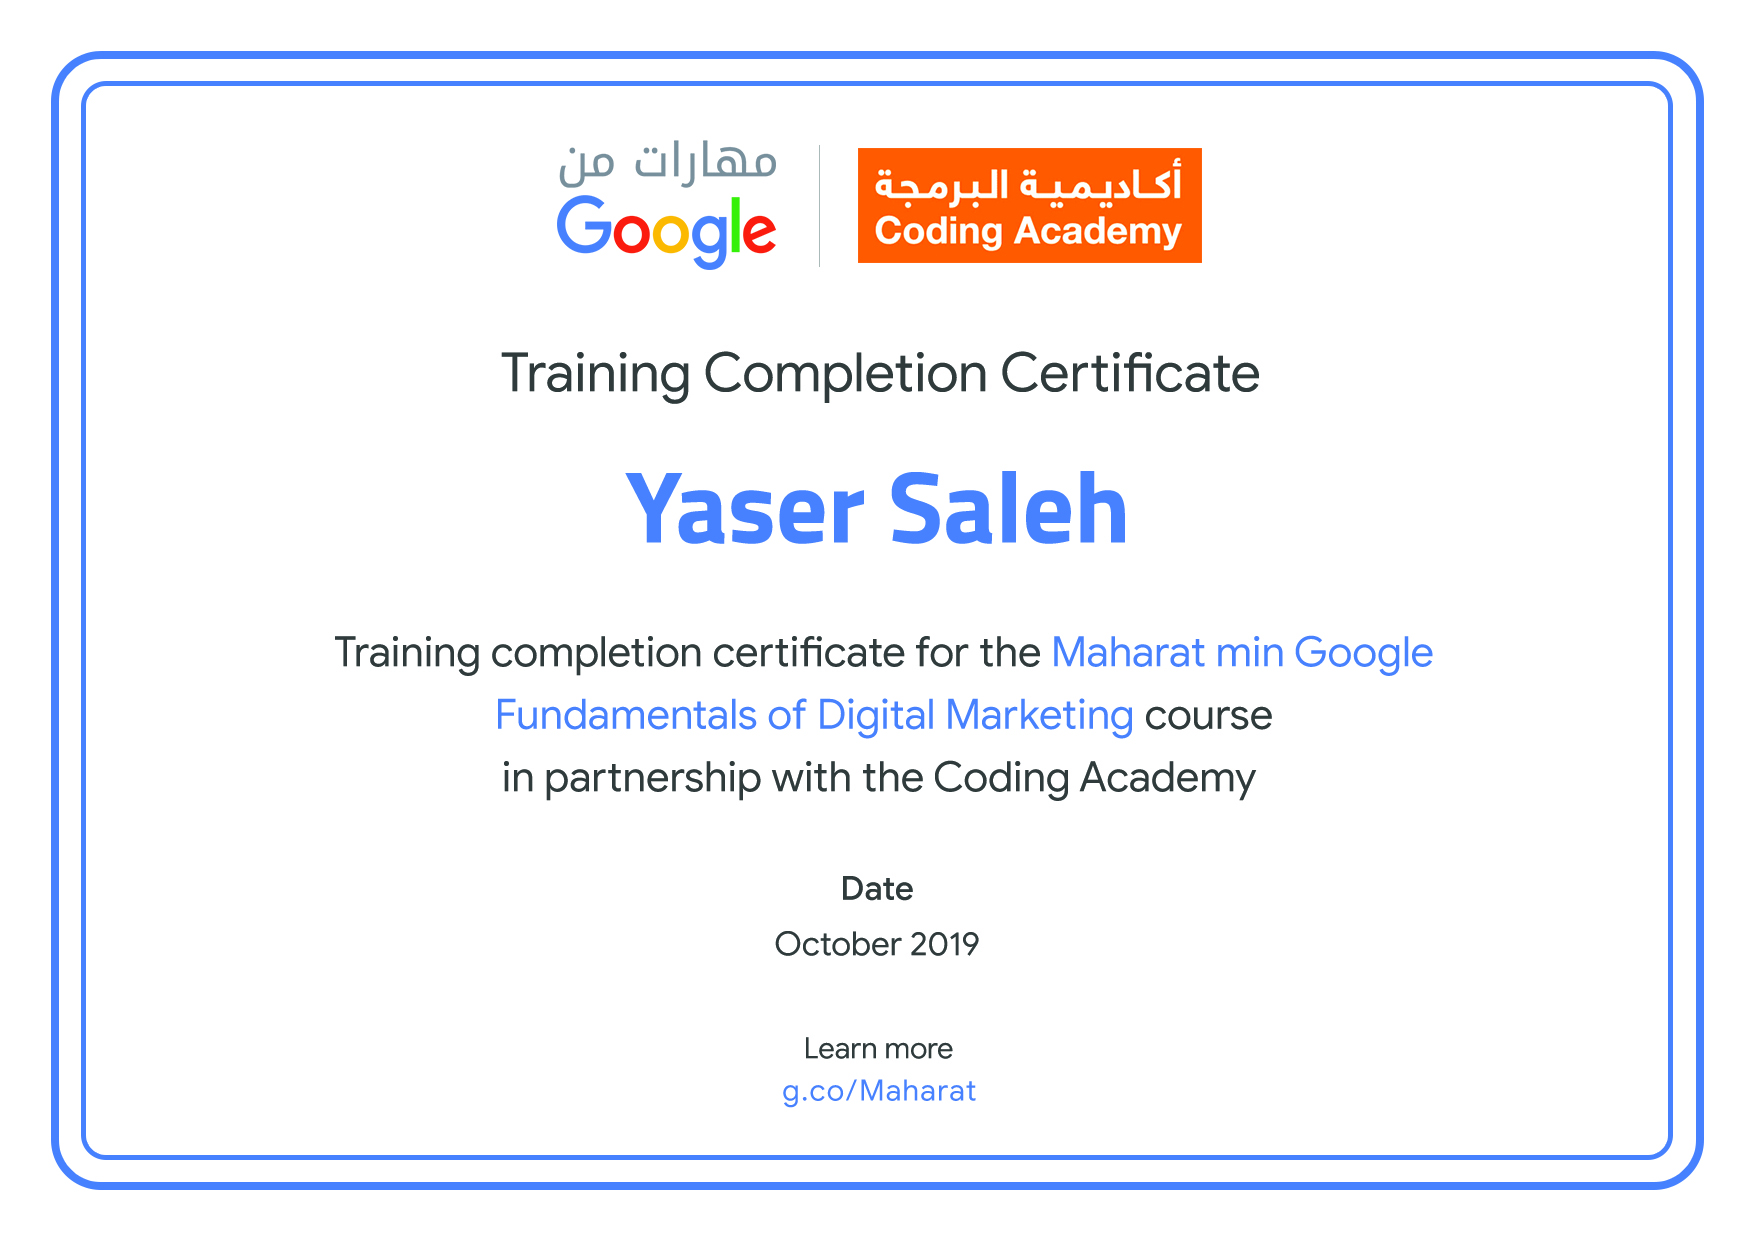 مهارات من
Google
أكاديمية البرمجة
Coding Academy
Training Completion Certificate
Yaser Saleh
Training completion certificate for the Maharat min Google
Fundamentals of Digital Marketing course
in partnership with the Coding Academy
Date
October 2019
Learn more
g.co/Maharat